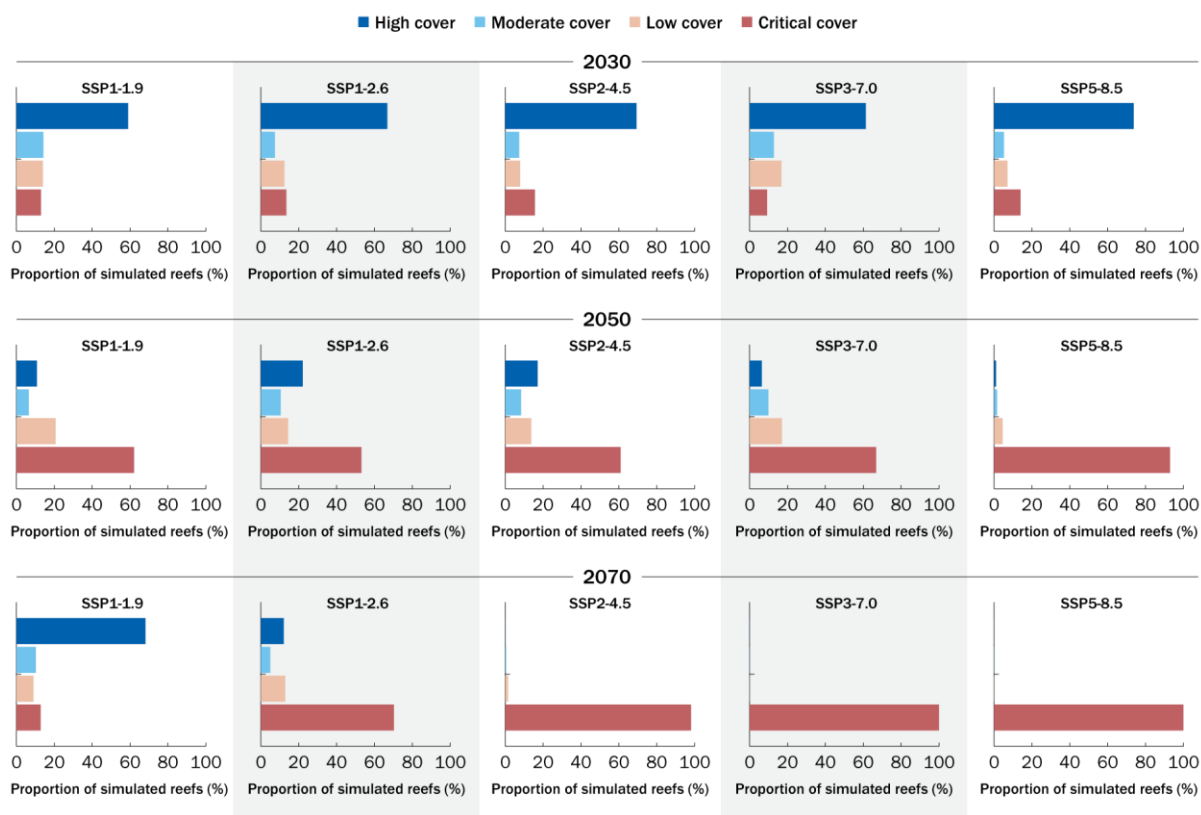 High cover Moderate cover Low cover Critical cover
2030
SSP1-1.9 SSP1-2.6 SSP2-4.5 SSP3-7.0 SSP5-8.5
0 20 40 60 80 100 0 20 40 60 80 100 0 20 40 60 80 100 0 20 40 60 80 100 0 20 40 60 80 100
Proportion of simulated reefs (%) Proportion of simulated reefs (%) Proportion of simulated reefs (%) Proportion of simulated reefs (%) Proportion of simulated reefs (%)
2050
SSP1-1.9 SSP1-2.6 SSP2-4.5 SSP3-7.0 SSP5-8.5
0 20 40 60 80 100 0 20 40 60 80 100 0 20 40 60 80 100 0 20 40 60 80 100 0 20 40 60 80 100
Proportion of simulated reefs (%) Proportion of simulated reefs (%) Proportion of simulated reefs (%) Proportion of simulated reefs (%) Proportion of simulated reefs (%)
2070
SSP1-1.9 SSP1-2.6 SSP2-4.5 SSP3-7.0 SSP5-8.5
0 20 40 60 80 100 0 20 40 60 80 100 0 20 40 60 80 100 0 20 40 60 80 100 0 20 40 60 80 100
Proportion of simulated reefs (%) Proportion of simulated reefs (%) Proportion of simulated reefs (%) Proportion of simulated reefs (%) Proportion of simulated reefs (%)